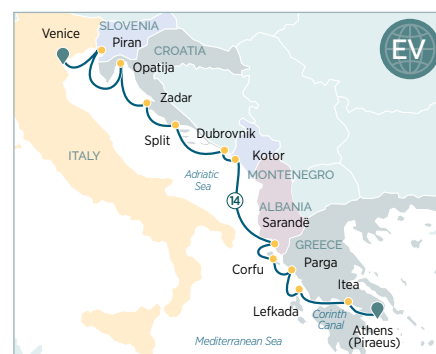 SLOVENIA
EV
Venice
Piran
CROATIA
Opatija
Zadar
Dubrovnik
Split
ITALY
Kotor
Adriatic
Sea
MONTENEGRO
14
ALBANIA
Sarandë
GREECE
Corfu
Parga
Itea
Lefkada
Corinth
Canal
Athens
(Piraeus)
Mediterranean Sea